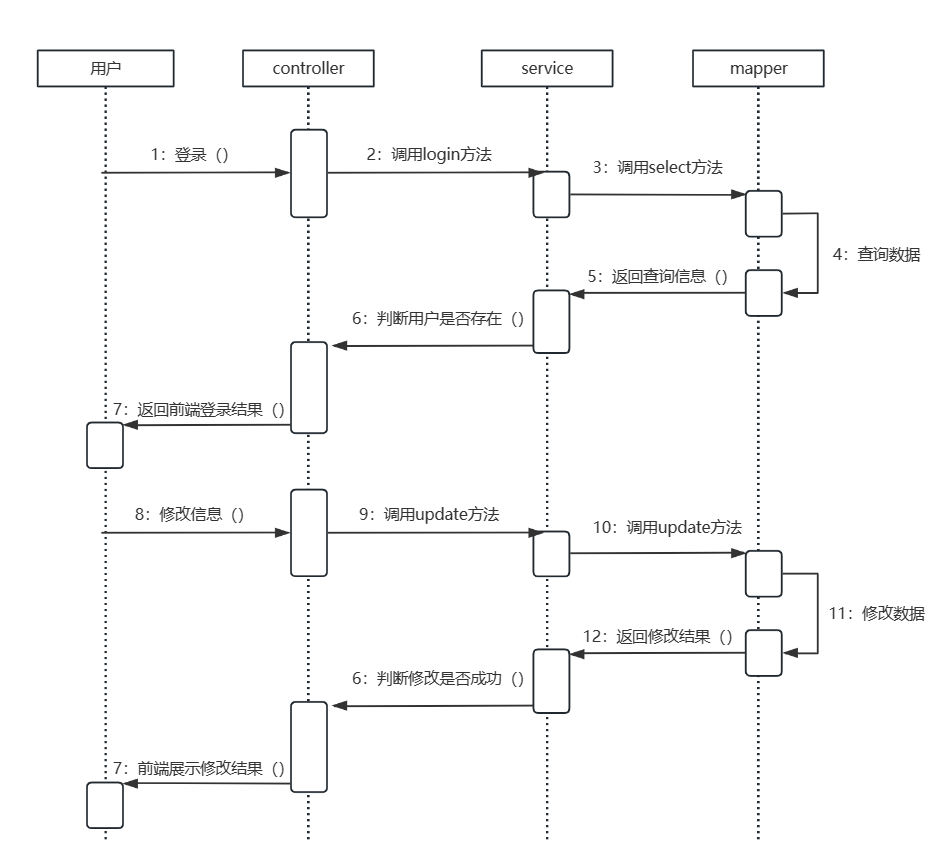 用户
controller
service
mapper
1：登录（）
2：调用login方法
3：调用select方法
4：查询数据
5：返回查询信息（）
6：判断用户是否存在（）
7：返回前端登录结果（）
8：修改信息（）
9：调用update方法
10：调用update方法
11：修改数据
12：返回修改结果（）
6：判断修改是否成功（）
7：前端展示修改结果（）